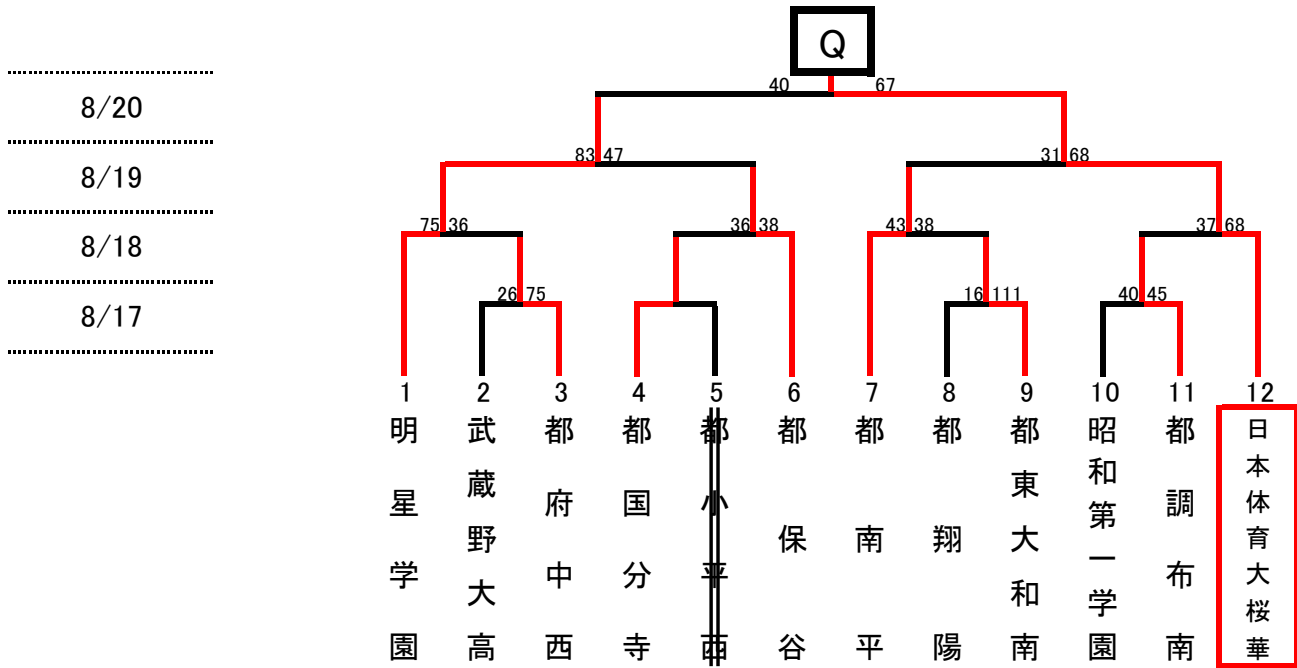 Q
40 67
8/20
83 47
31 68
8/19
75 36
36 38
43 38
37 68
8/18
26 75
16 111
40 45
8/17
1 2 3 4 5 6 7 8 9 10 11 12
明星学園
武蔵野大高
都府中西
都国分寺
都小平西
都保谷
都南平
都翔陽
都東大和南
昭和第一学園
都調布南
日本体育大桜華